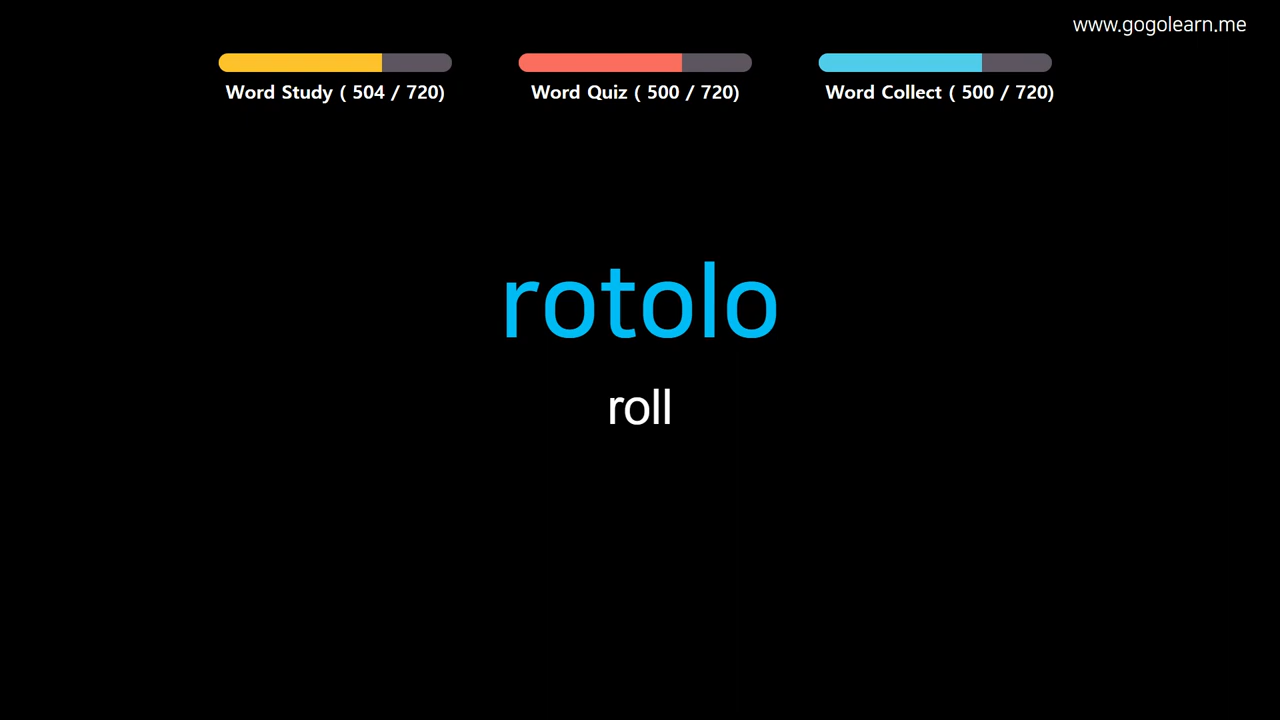 www.gogolearn.me
Word Study ( 504 / 720)
Word Quiz ( 500 / 720)
Word Collect ( 500 / 720)
rotolo
roll